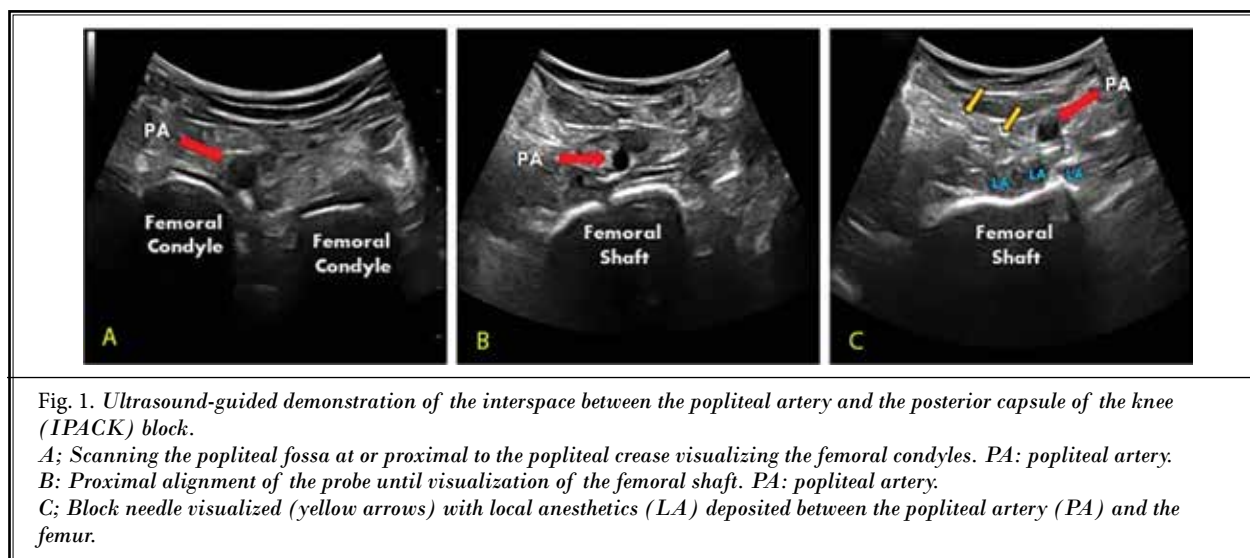 PA
Femoral
Condyle
Femoral
Condyle
A
PA
Femoral
Shaft
B
PA
LA LA LA
Femoral
Shaft
C
Fig. 1. Ultrasound-guided demonstration of the interspace between the popliteal artery and the posterior capsule of the knee
(IPACK) block.
A; Scanning the popliteal fossa at or proximal to the popliteal crease visualizing the femoral condyles. PA: popliteal artery.
B: Proximal alignment of the probe until visualization of the femoral shaft. PA: popliteal artery.
C; Block needle visualized (yellow arrows) with local anesthetics (LA) deposited between the popliteal artery (PA) and the
femur.